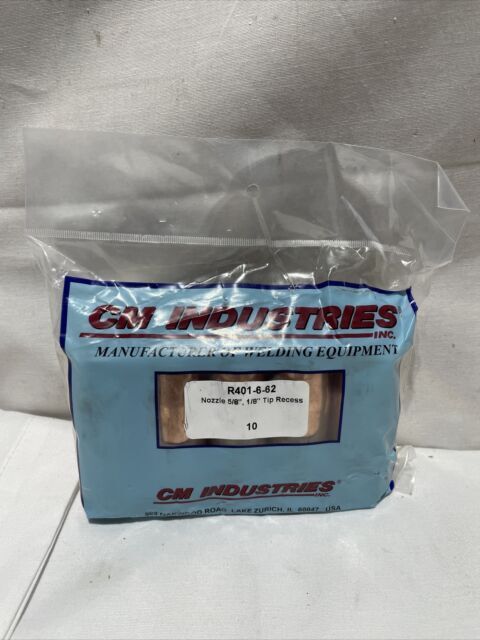 CM INDUSTRIES
INC.
MANUFACTURER OF WELDING EQUIPMENT
R401-6-62
Nozzle 5/8", 1/8" Tip Recess
10
CM INDUSTRIES
INC.
ROAD, LAKE ZURICH, IL 60047, USA